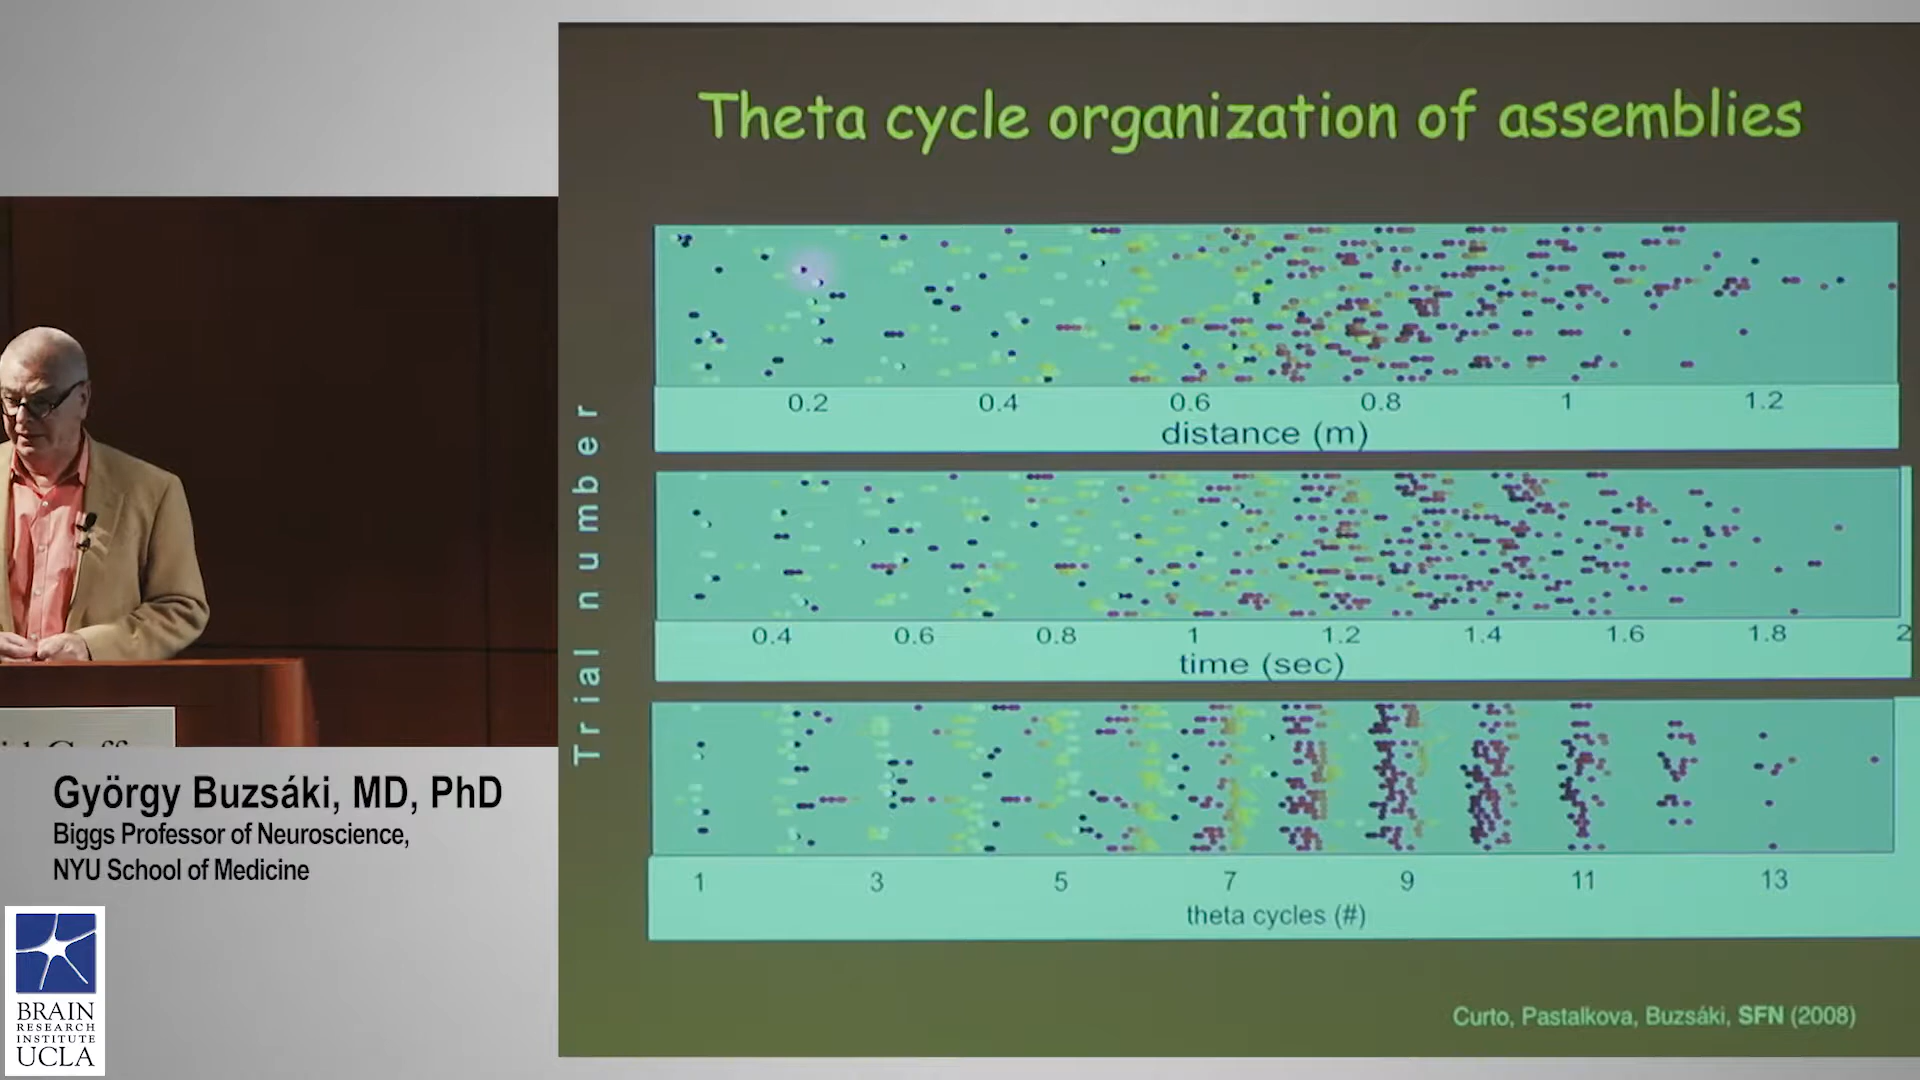 Theta cycle organization of assemblies
Trial number
0.2 0.4 0.6 0.8 1 1.2
distance (m)
0.4 0.6 0.8 1 1.2 1.4 1.6 1.8 2
time (sec)
1 3 5 7 9 11 13
theta cycles (#)
Curto, Pastalkova, Buzsáki, SFN (2008)
György Buzsáki, MD, PhD
Biggs Professor of Neuroscience,
NYU School of Medicine
BRAIN
RESEARCH
INSTITUTE
UCLA